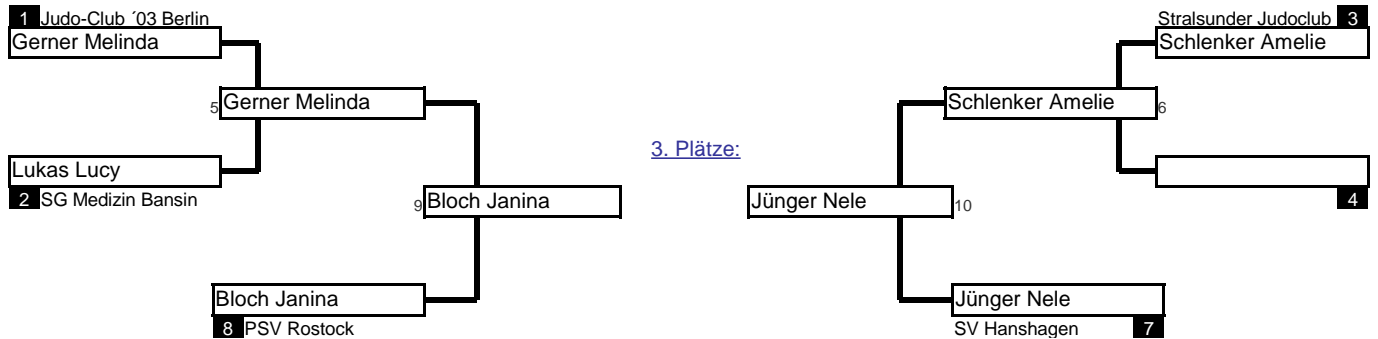 1 Judo-Club ´03 Berlin
Gerner Melinda
5 Gerner Melinda
Lukas Lucy
2 SG Medizin Bansin
9 Bloch Janina
Bloch Janina
8 PSV Rostock
3. Plätze:
Stralsunder Judoclub 3
Schlenker Amelie
Schlenker Amelie 6
4
Jünger Nele 10
Jünger Nele
SV Hanshagen 7